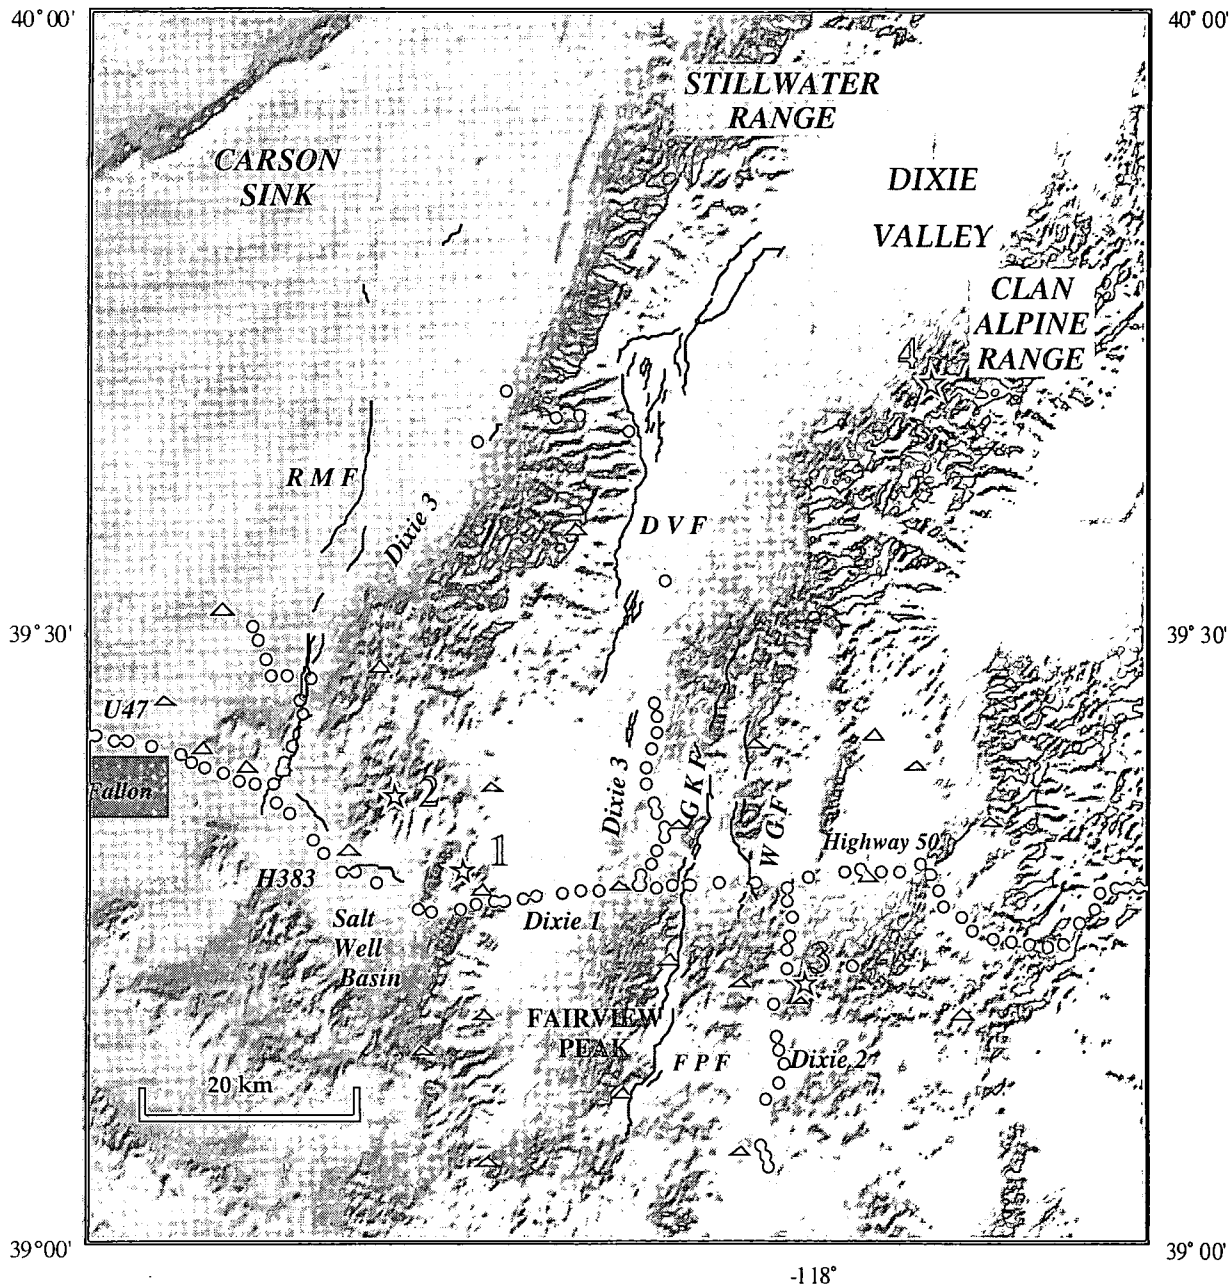 40° 00'
40° 00'
STILLWATER
RANGE
CARSON
SINK
DIXIE
VALLEY
CLAN
ALPINE
RANGE
4
R M F
Dixie 3
D V F
39° 30'
39° 30'
U47
Fallon
2
Dixie 3
G K F
W G F
Highway 50
1
H383
Salt
Well
Basin
Dixie 1
3
FAIRVIEW
PEAK
F P F
Dixie 2
20 km
39° 00'
39° 00'
-118°